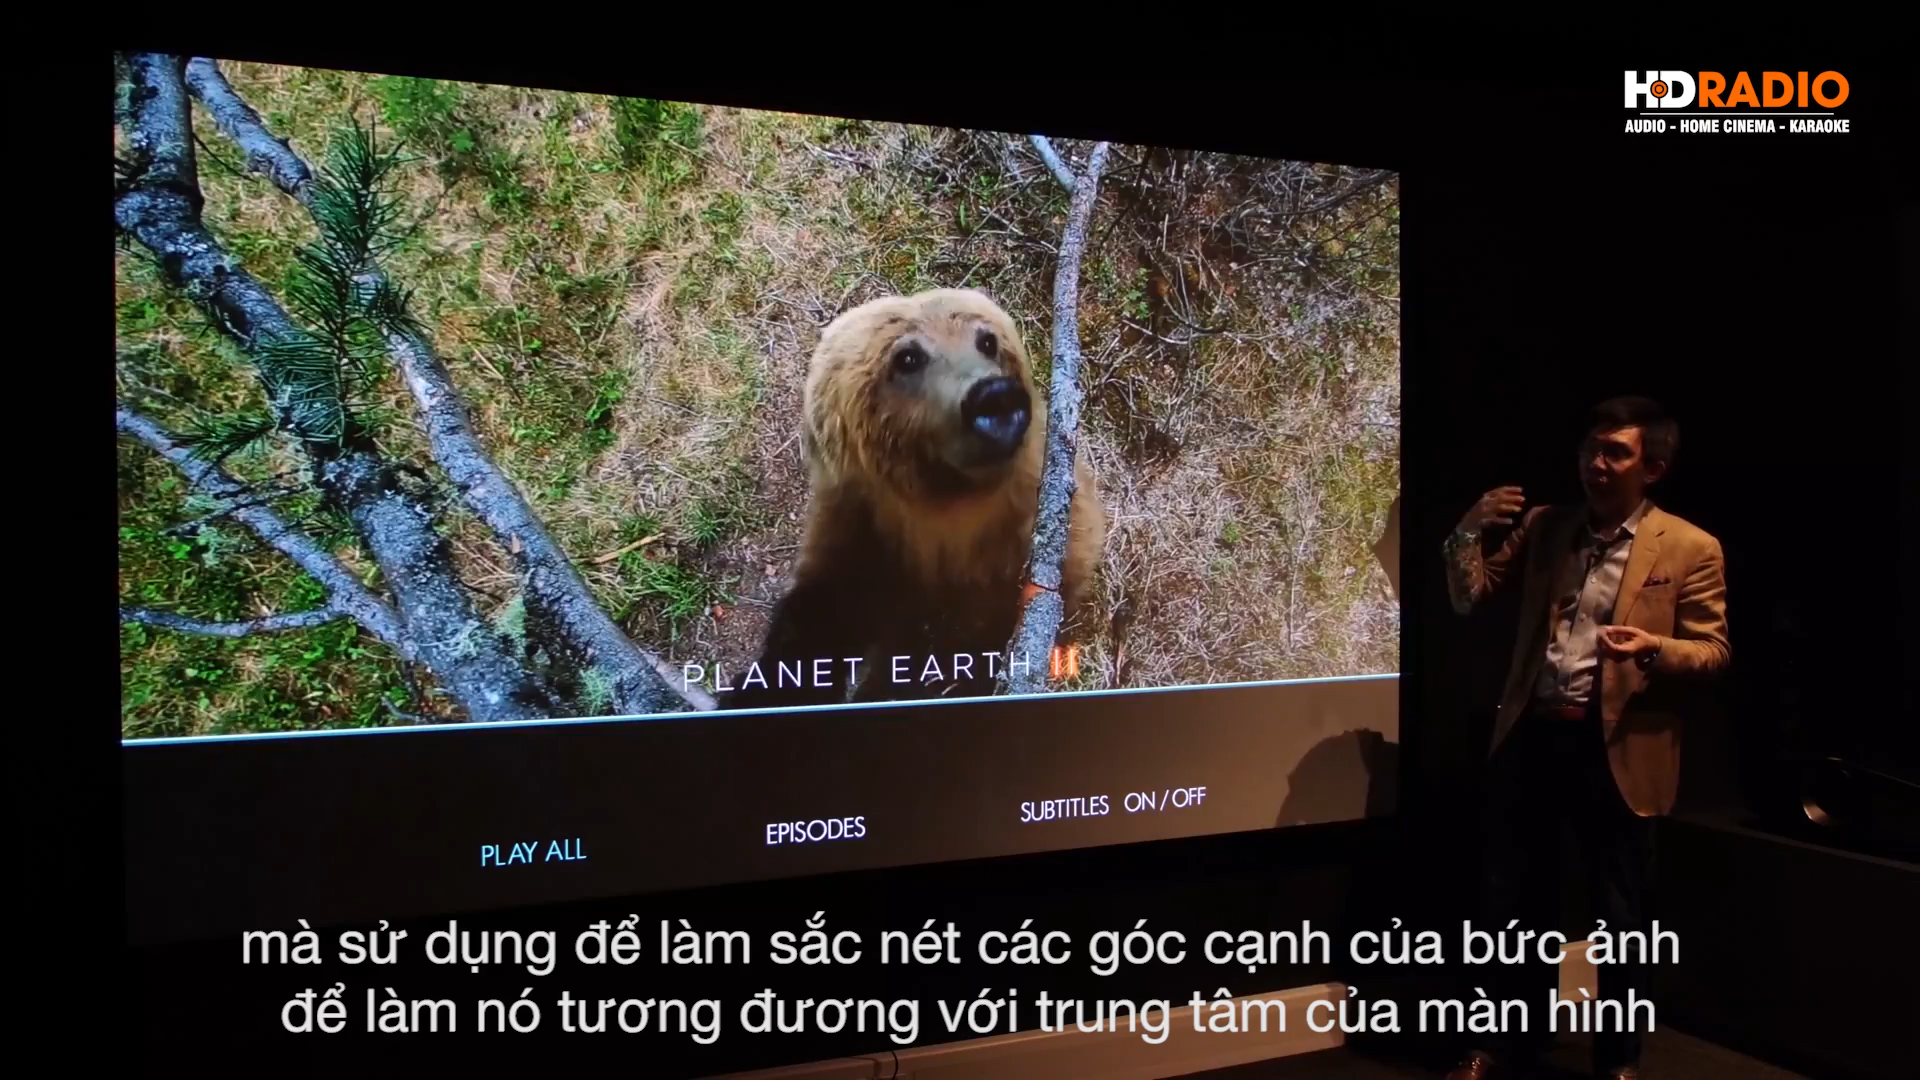 HDRADIO
AUDIO - HOME CINEMA - KARAOKE
PLANET EARTH II
PLAY ALL
EPISODES
SUBTITLES ON / OFF
mà sử dụng để làm sắc nét các góc cạnh của bức ảnh
để làm nó tương đương với trung tâm của màn hình